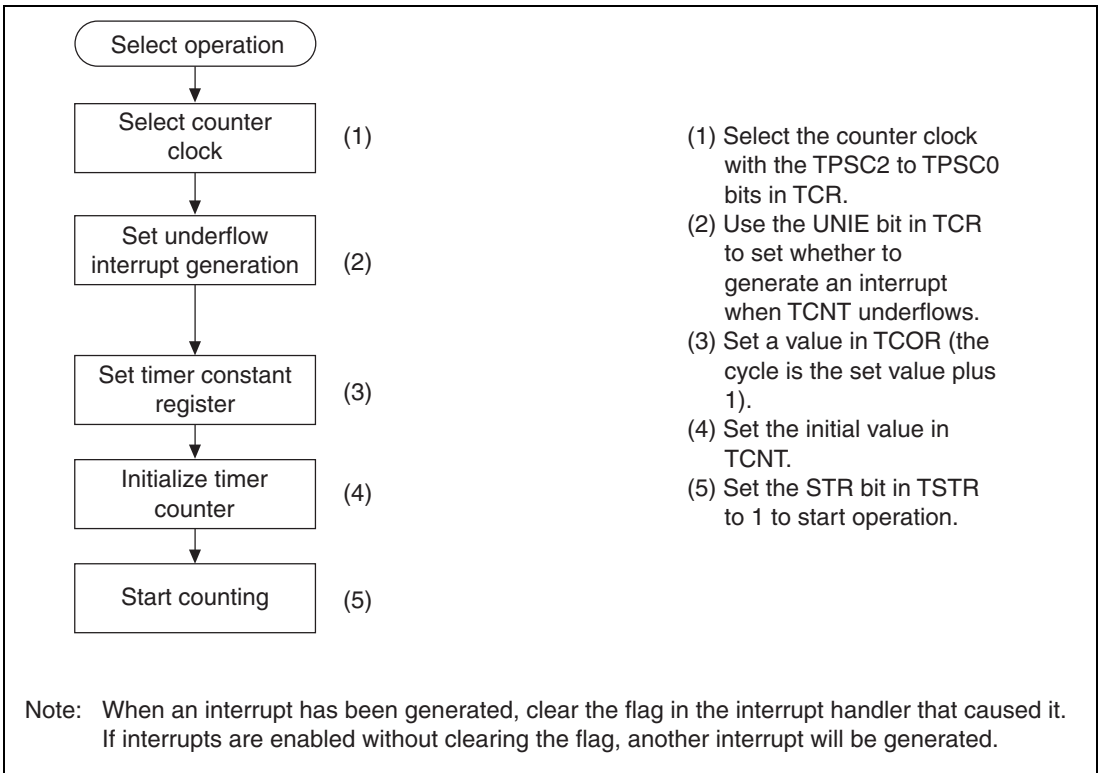 Select operation
Select counter
clock
(1)
Set underflow
interrupt generation
(2)
Set timer constant
register
(3)
Initialize timer
counter
(4)
Start counting
(5)
(1) Select the counter clock
with the TPSC2 to TPSC0
bits in TCR.
(2) Use the UNIE bit in TCR
to set whether to
generate an interrupt
when TCNT underflows.
(3) Set a value in TCOR (the
cycle is the set value plus
1).
(4) Set the initial value in
TCNT.
(5) Set the STR bit in TSTR
to 1 to start operation.
Note: When an interrupt has been generated, clear the flag in the interrupt handler that caused it.
If interrupts are enabled without clearing the flag, another interrupt will be generated.